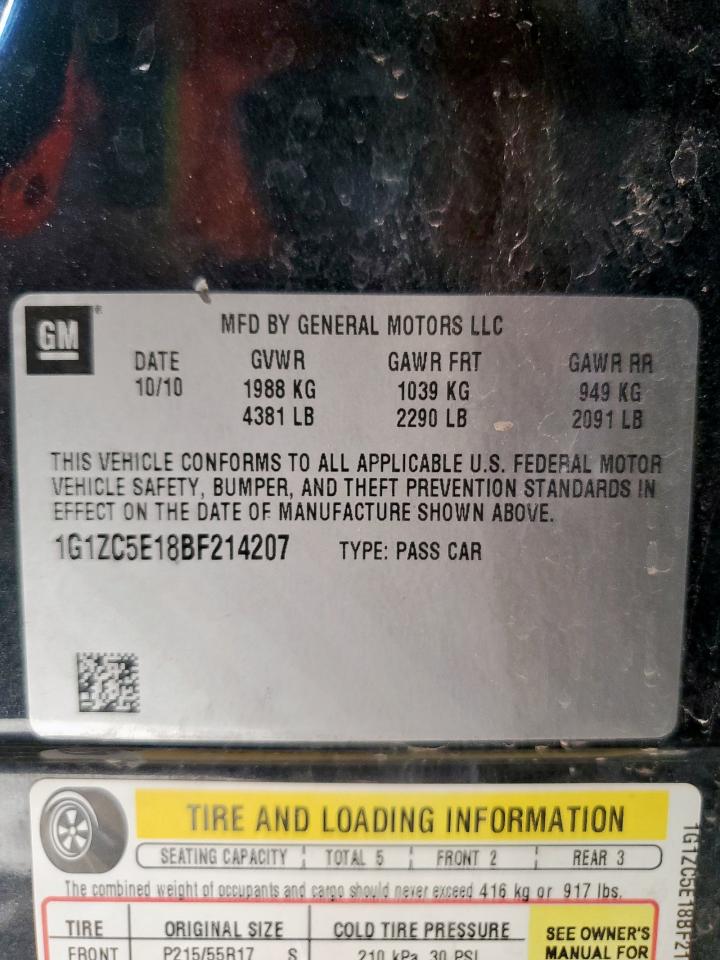 GM ®
MFD BY GENERAL MOTORS LLC
DATE GVWR GAWR FRT GAWR RR
10/10 1988 KG 1039 KG 949 KG
4381 LB 2290 LB 2091 LB
THIS VEHICLE CONFORMS TO ALL APPLICABLE U.S. FEDERAL MOTOR
VEHICLE SAFETY, BUMPER, AND THEFT PREVENTION STANDARDS IN
EFFECT ON THE DATE OF MANUFACTURE SHOWN ABOVE.
1G1ZC5E18BF214207 TYPE: PASS CAR
TIRE AND LOADING INFORMATION
SEATING CAPACITY TOTAL 5 FRONT 2 REAR 3
The combined weight of occupants and cargo should never exceed 416 kg or 917 lbs.
TIRE ORIGINAL SIZE COLD TIRE PRESSURE SEE OWNER'S
FRONT P215/55R17 S 210 kPa, 30 PSI MANUAL FOR
1G1ZC5E18BF21